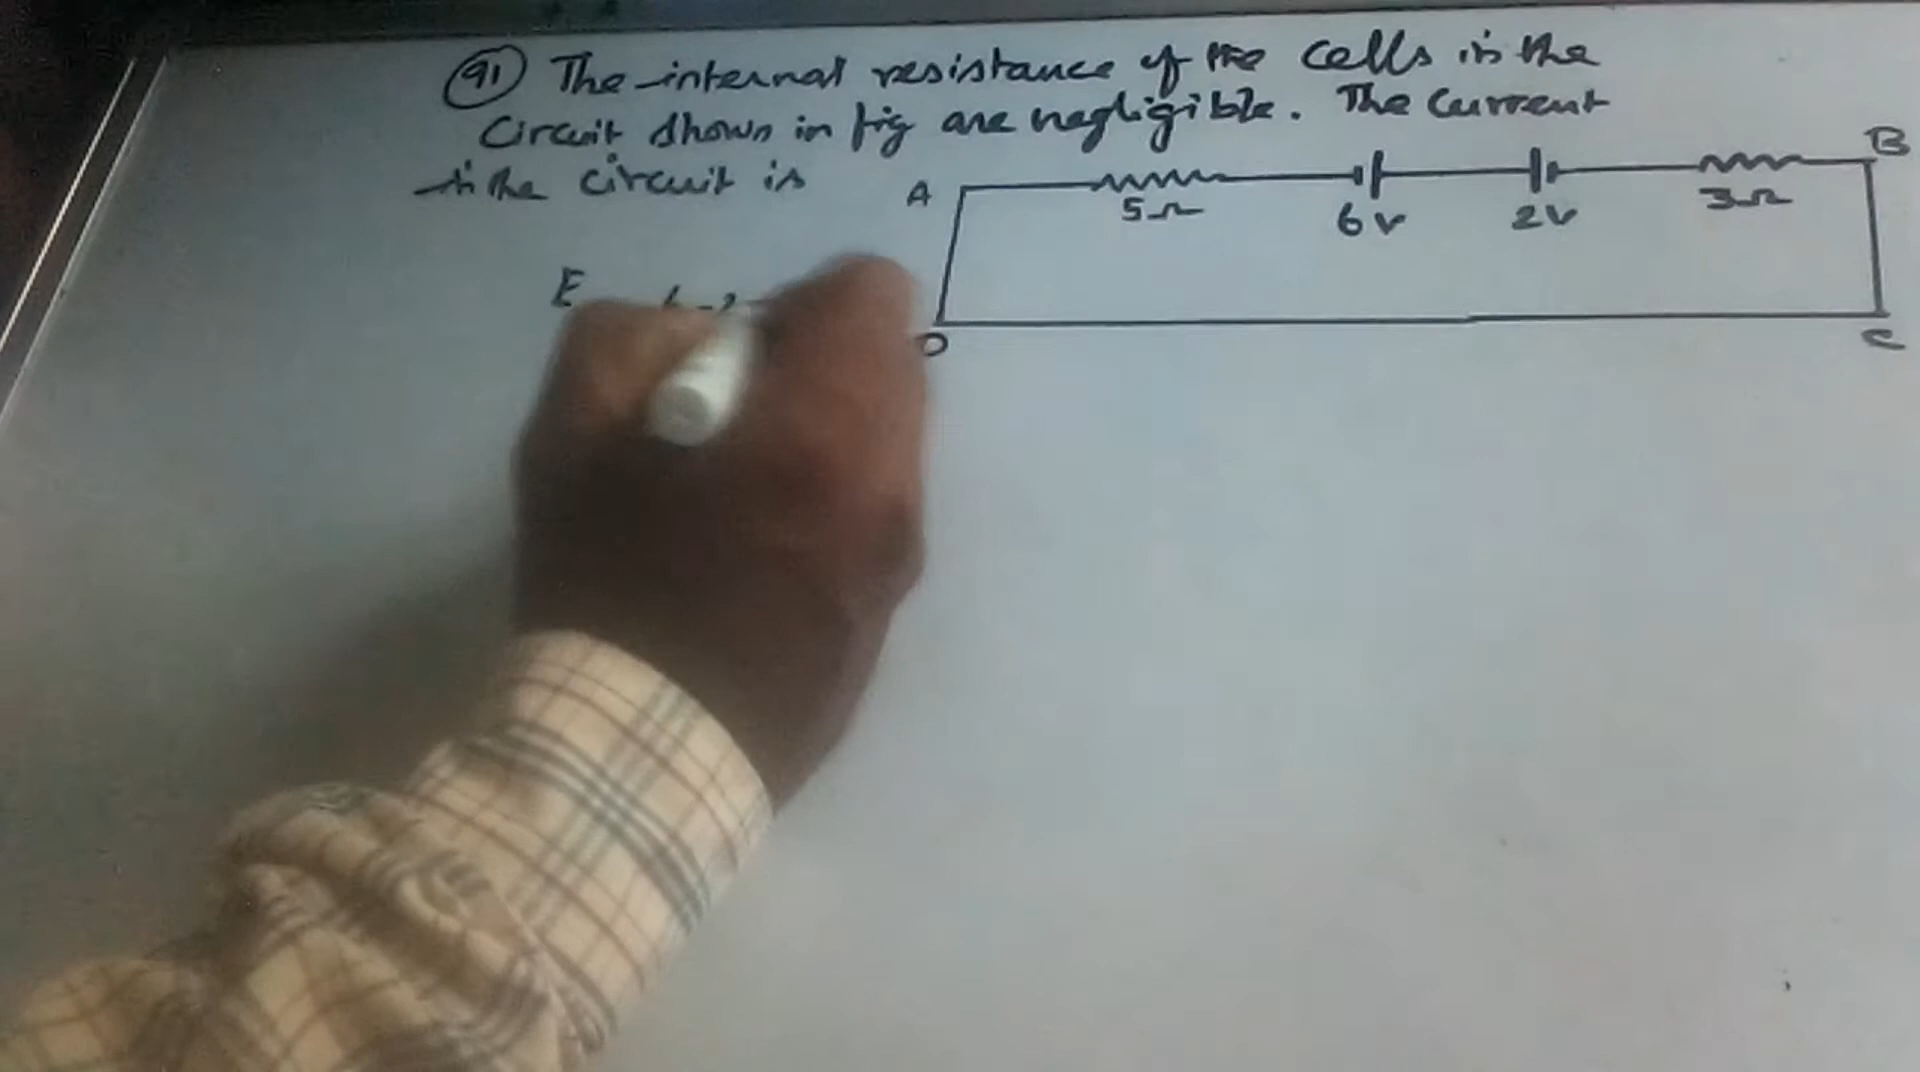 91 The internal resistance of the cells in the
Circuit shown in fig are negligible. The Current
in the circuit is
A
5Ω
6V
2V
3Ω
B
E
D
C